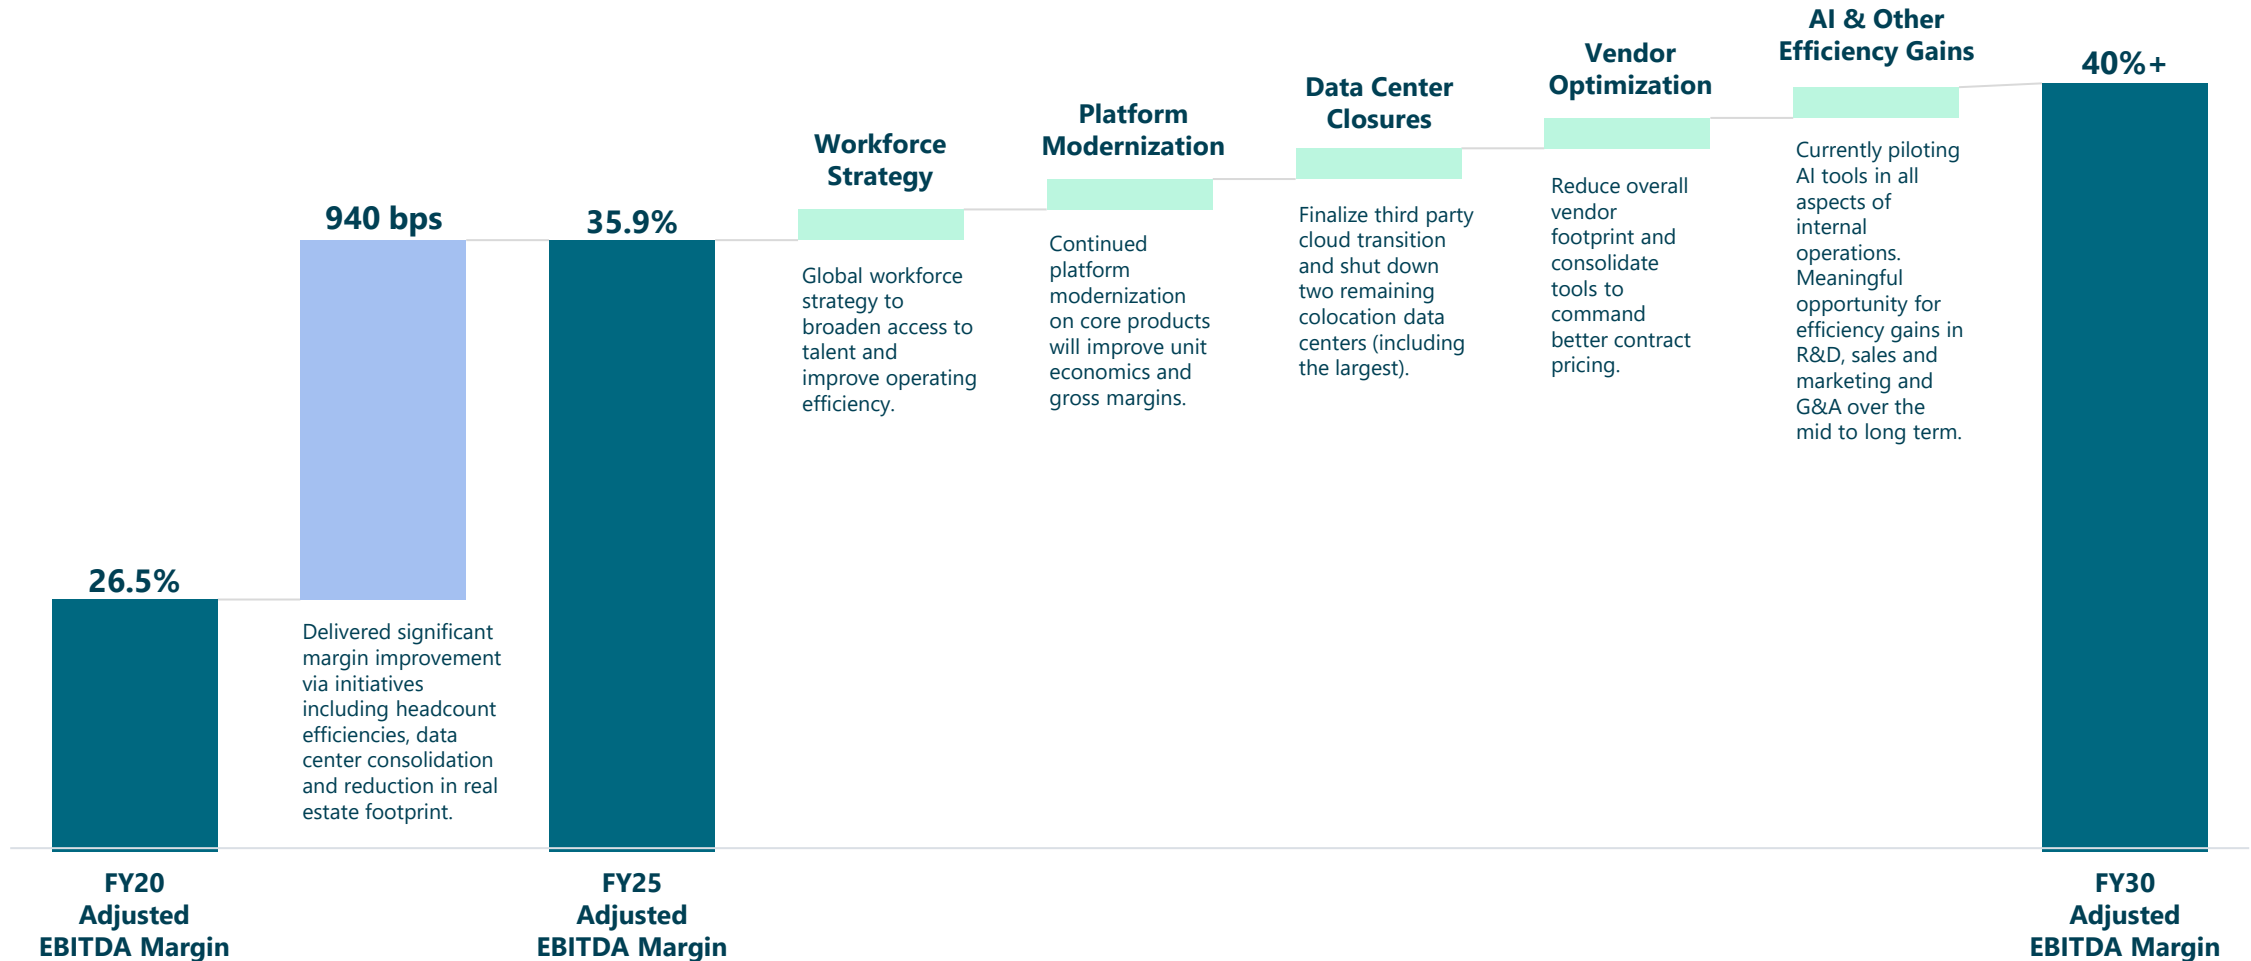 26.5%
FY20
Adjusted
EBITDA Margin
940 bps
Delivered significant
margin improvement
via initiatives
including headcount
efficiencies, data
center consolidation
and reduction in real
estate footprint.
35.9%
FY25
Adjusted
EBITDA Margin
Workforce
Strategy
Global workforce
strategy to
broaden access to
talent and
improve operating
efficiency.
Platform
Modernization
Continued
platform
modernization
on core products
will improve unit
economics and
gross margins.
Data Center
Closures
Finalize third party
cloud transition
and shut down
two remaining
colocation data
centers (including
the largest).
Vendor
Optimization
Reduce overall
vendor
footprint and
consolidate
tools to
command
better contract
pricing.
AI & Other
Efficiency Gains
Currently piloting
AI tools in all
aspects of
internal
operations.
Meaningful
opportunity for
efficiency gains in
R&D, sales and
marketing and
G&A over the
mid to long term.
40%+
FY30
Adjusted
EBITDA Margin